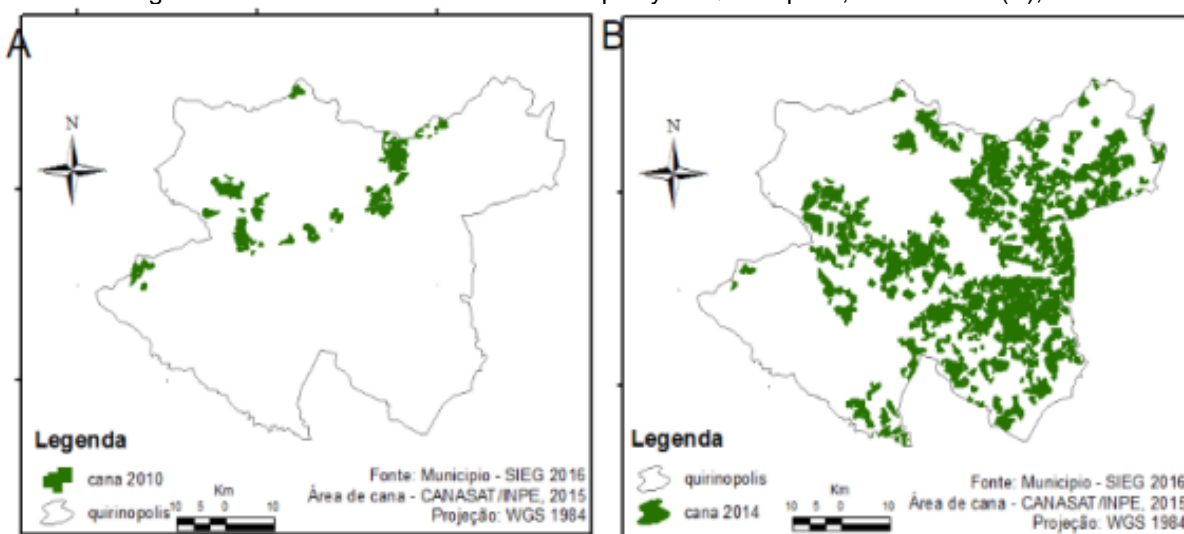 A
N
Legenda
cana 2010
quirinopolis
Km
10 5 0 10
Fonte: Municipio - SIEG 2016
Área de cana - CANASAT/INPE, 2015
Projeção: WGS 1984
B
N
Legenda
quirinopolis
cana 2014
Km
10 5 0 10
Fonte: Municipio - SIEG 2016
Área de cana - CANASAT/INPE, 2015
Projeção: WGS 1984